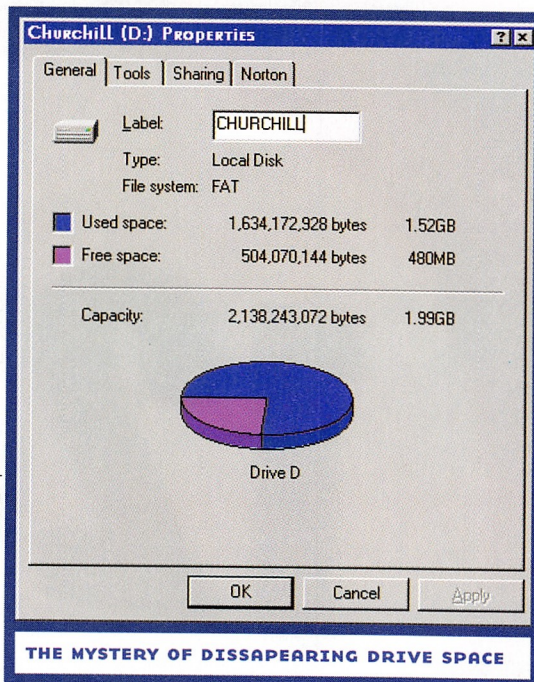 Churchill (D:) Properties
General Tools Sharing Norton
Label: CHURCHILL
Type: Local Disk
File system: FAT
Used space: 1,634,172,928 bytes 1.52GB
Free space: 504,070,144 bytes 480MB
Capacity: 2,138,243,072 bytes 1.99GB
Drive D
OK Cancel Apply
THE MYSTERY OF DISSAPEARING DRIVE SPACE